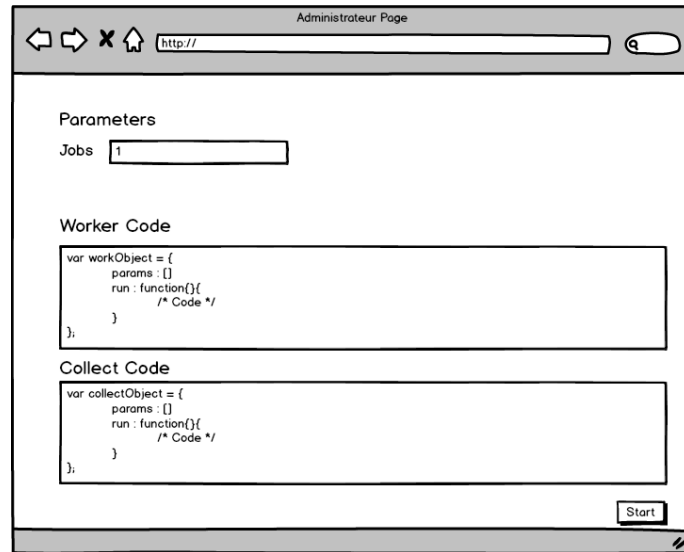 Administrateur Page
http://
Parameters
Jobs 1
Worker Code
var workObject = {
params : []
run : function{}{
/* Code */
}
};
Collect Code
var collectObject = {
params : []
run : function{}{
/* Code */
}
};
Start